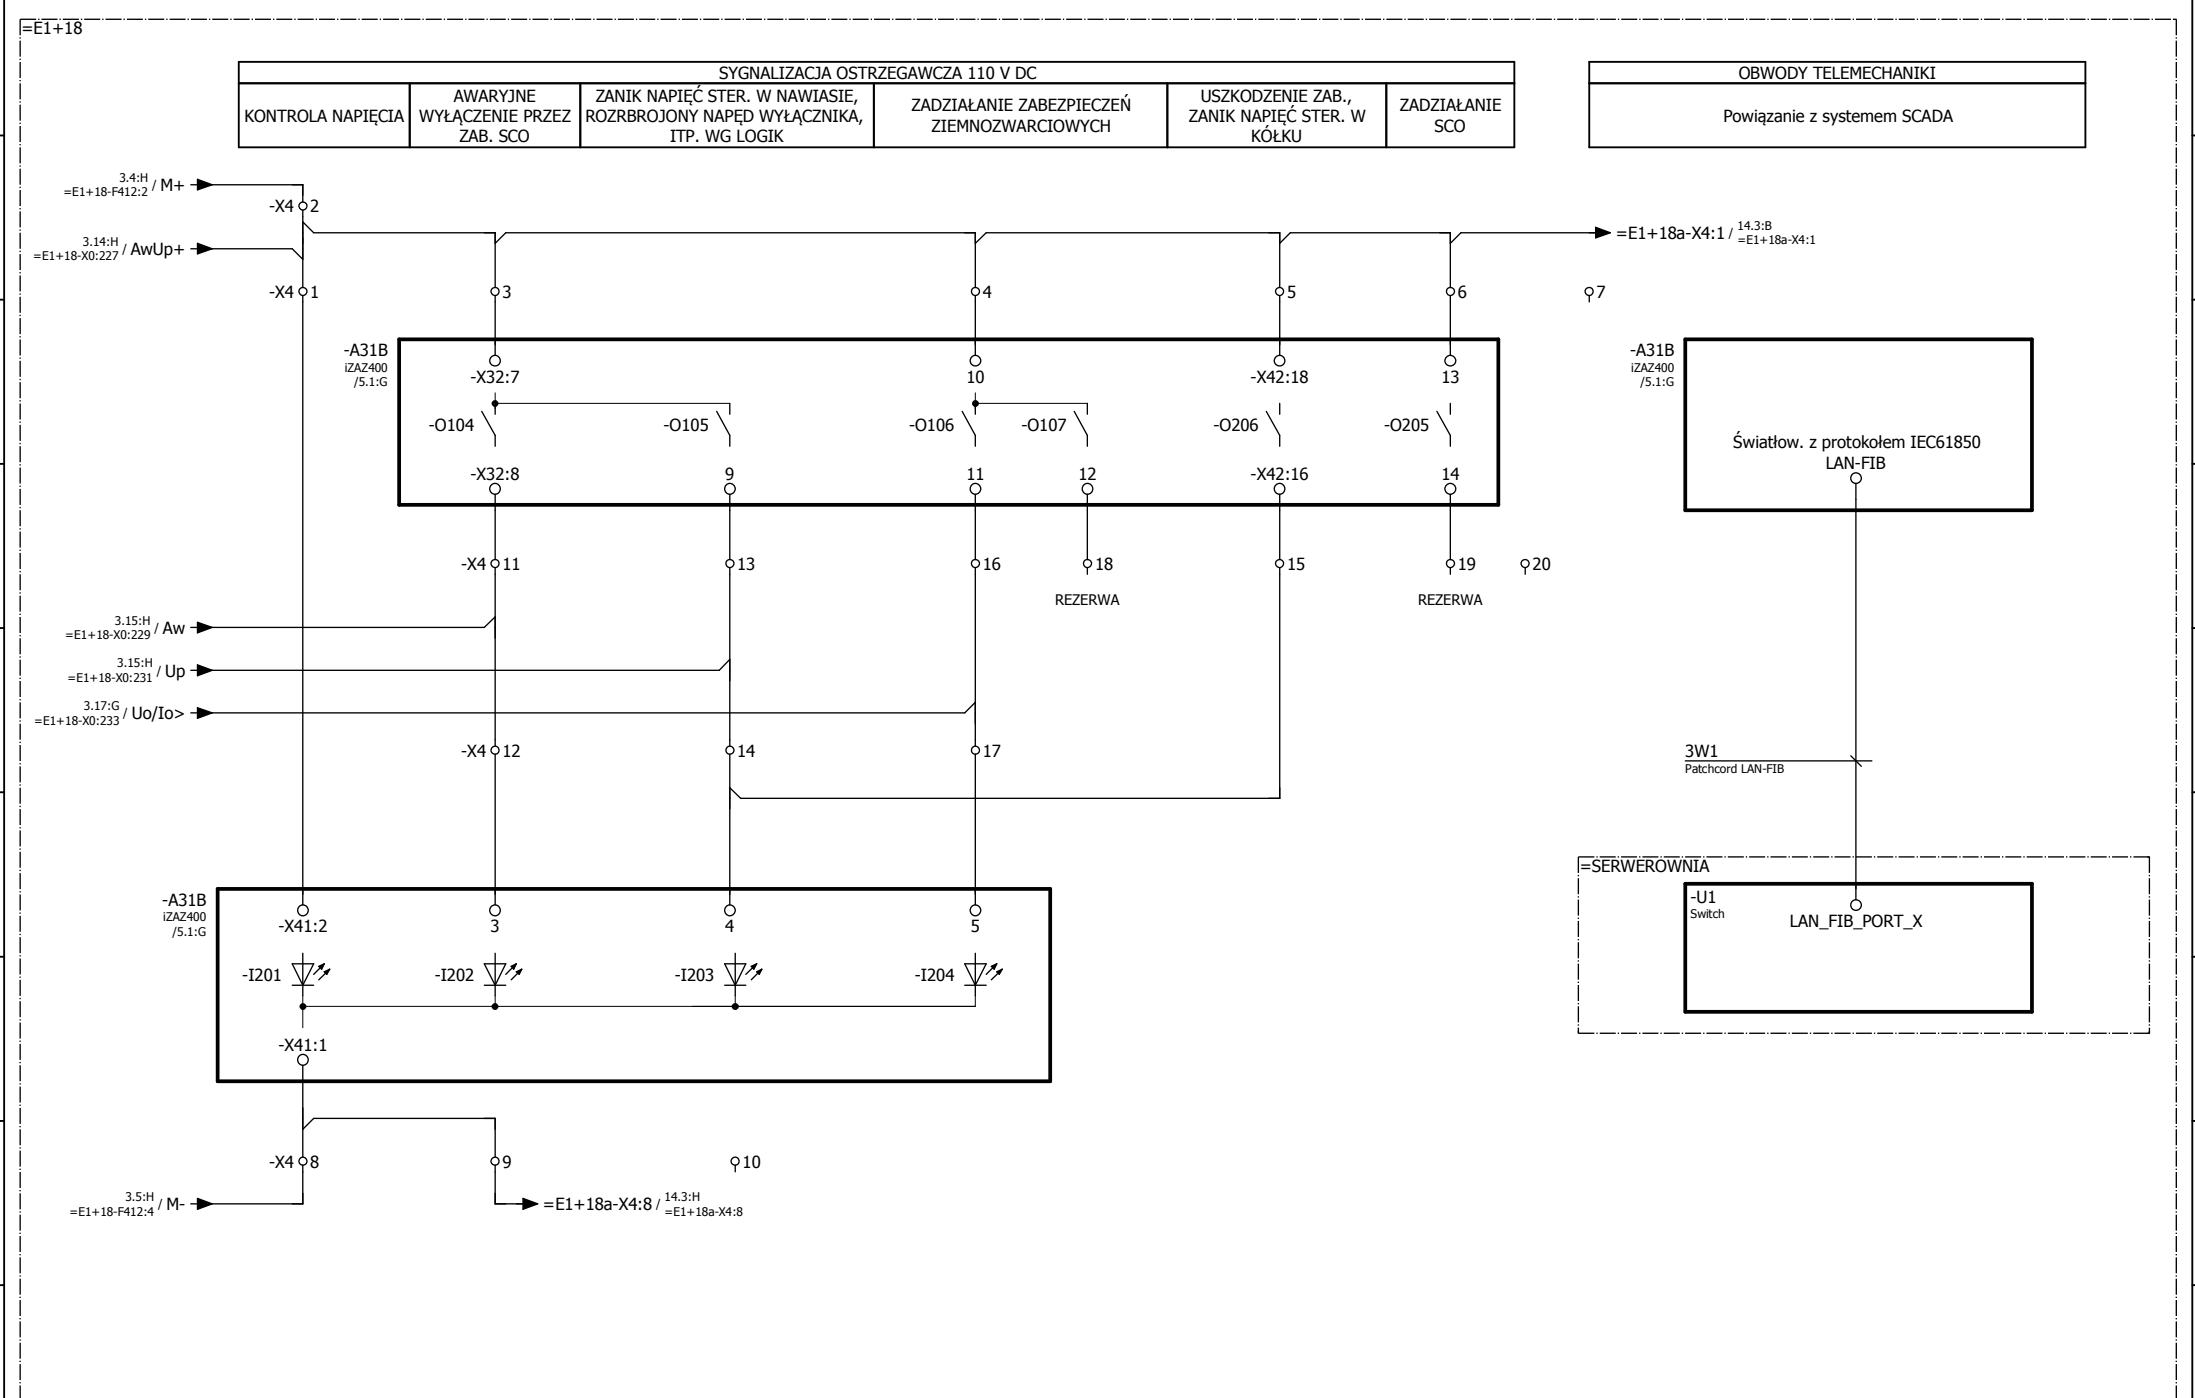 =E1+18
SYGNALIZACJA OSTRZEGAWCZA 110 V DC
KONTROLA NAPIĘCIA
AWARYJNE
WYŁĄCZENIE PRZEZ
ZAB. SCO
ZANIK NAPIĘĆ STER. W NAWIASIE,
ROZRBROJONY NAPĘD WYŁĄCZNIKA,
ITP. WG LOGIK
ZADZIAŁANIE ZABEZPIECZEŃ
ZIEMNOZWARCIOWYCH
USZKODZENIE ZAB.,
ZANIK NAPIĘĆ STER. W
KÓŁKU
ZADZIAŁANIE
SCO
OBWODY TELEMECHANIKI
Powiązanie z systemem SCADA
3.4:H
=E1+18-F412:2 / M+
-X4 2
3.14:H
=E1+18-X0:227 / AwUp+
=E1+18a-X4:1 / 14.3:B
=E1+18a-X4:1
-X4 1
3
4
5
6
7
-A31B
iZAZ400
/5.1:G
-X32:7
10
-X42:18
13
-O104
-O105
-O106
-O107
-O206
-O205
-X32:8
9
11
12
-X42:16
14
-A31B
iZAZ400
/5.1:G
Światłow. z protokołem IEC61850
LAN-FIB
-X4 11
13
16
18
15
19
20
REZERWA
REZERWA
3.15:H
=E1+18-X0:229 / Aw
3.15:H
=E1+18-X0:231 / Up
3.17:G
=E1+18-X0:233 / Uo/Io>
-X4 12
14
17
3W1
Patchcord LAN-FIB
=SERWEROWNIA
-U1
Switch
LAN_FIB_PORT_X
-A31B
iZAZ400
/5.1:G
-X41:2
3
4
5
-I201
-I202
-I203
-I204
-X41:1
-X4 8
9
10
3.5:H
=E1+18-F412:4 / M-
=E1+18a-X4:8 / 14.3:H
=E1+18a-X4:8